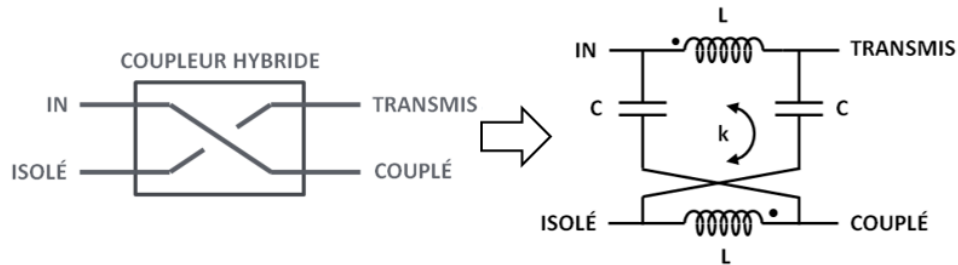 COUPLEUR HYBRIDE
IN
TRANSMIS
ISOLÉ
COUPLÉ
L
IN
TRANSMIS
C
k
C
ISOLÉ
COUPLÉ
L